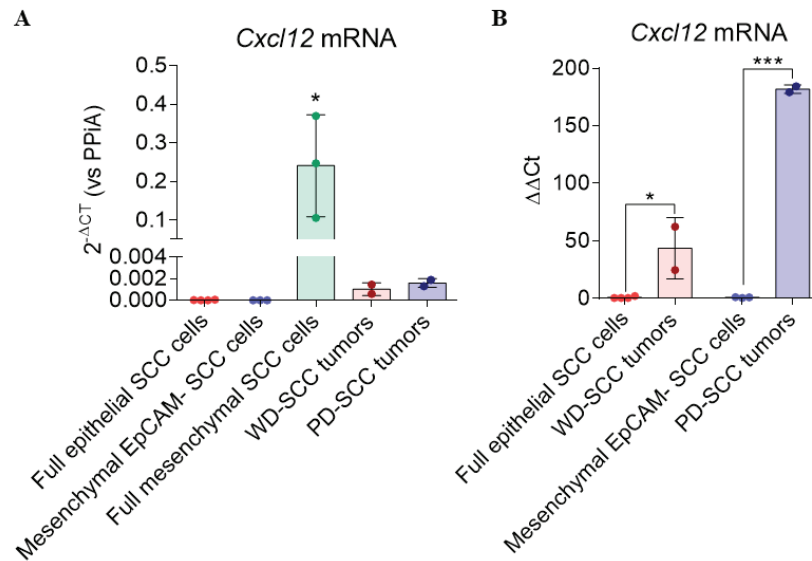 A
Cxcl12 mRNA
2-ΔCT (vs PPiA)
0.5
0.4
0.3
0.2
0.1
0.004
0.002
0.000
*
Full epithelial SCC cells
Mesenchymal EpCAM- SCC cells
Full mesenchymal SCC cells
WD-SCC tumors
PD-SCC tumors
B
Cxcl12 mRNA
ΔΔCt
200
150
100
50
0
*
***
Full epithelial SCC cells
WD-SCC tumors
Mesenchymal EpCAM- SCC cells
PD-SCC tumors